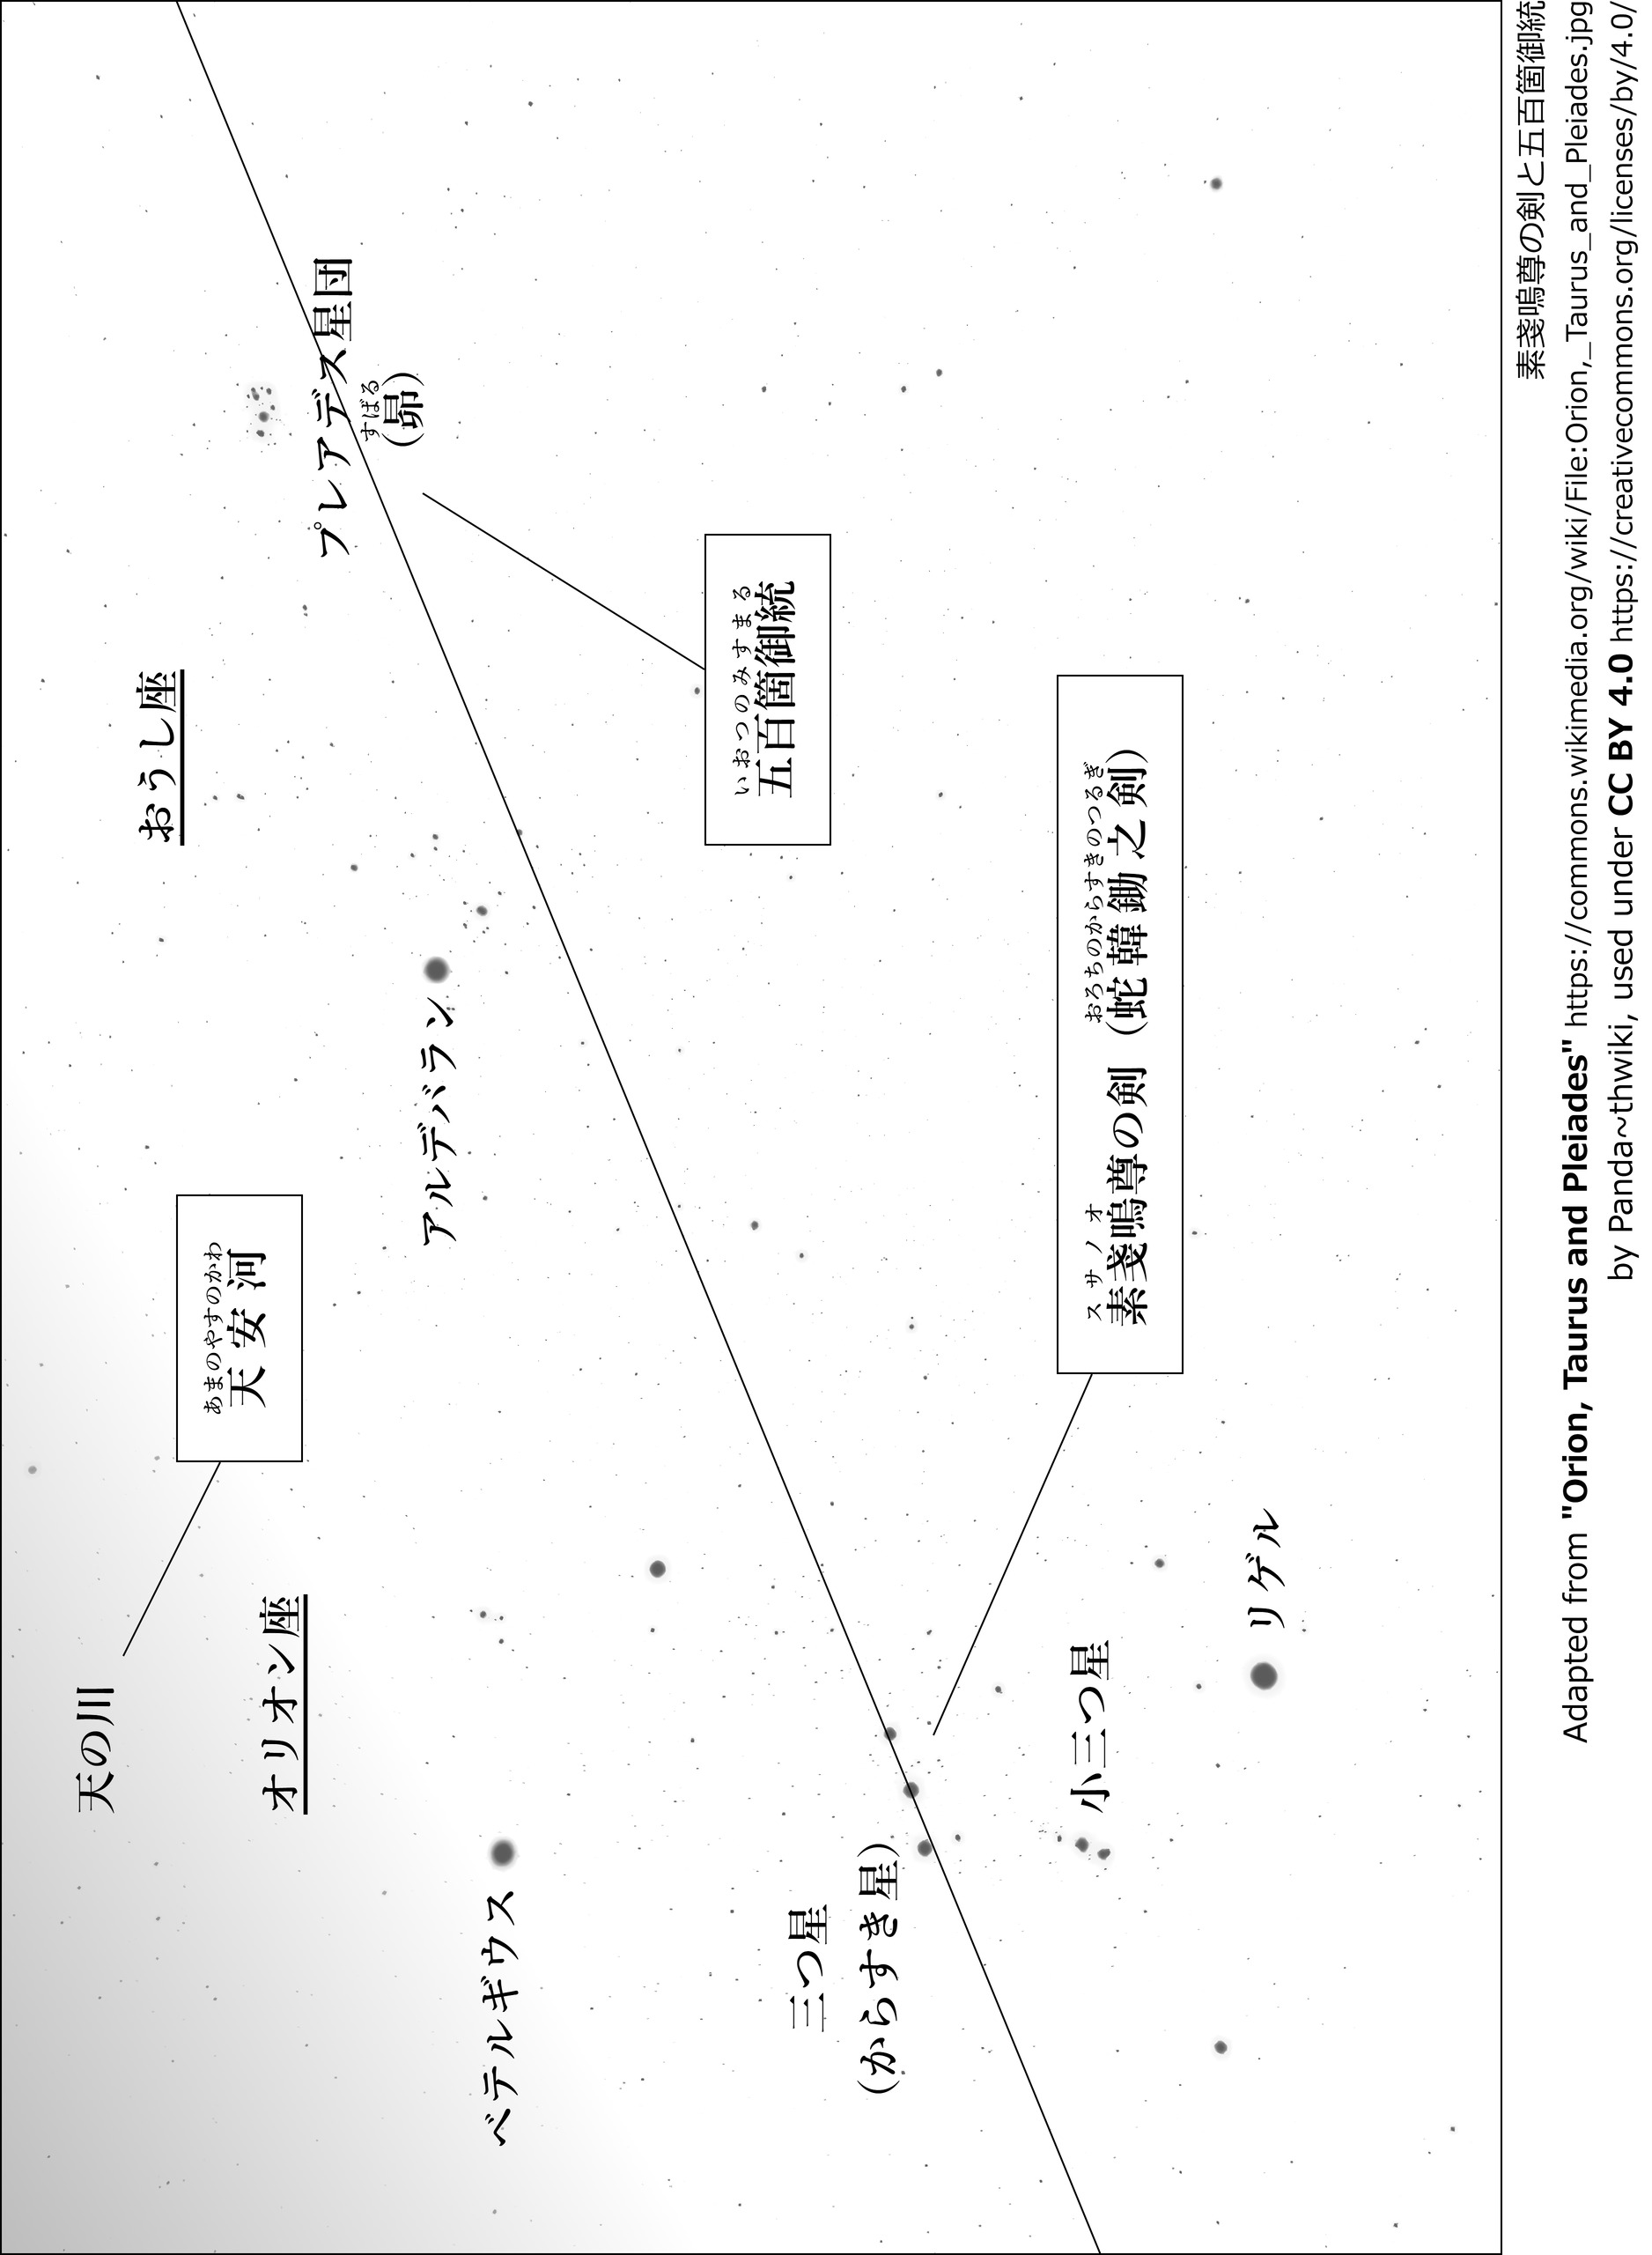 天の川
あまのやすのかわ
天安河
オリオン座
おうし座
プレアデス星団
すばる
(昴)
アルデバラン
ベテルギウス
いおつのみすまる
五百箇御統
三つ星
(からすき星)
スサノオ おろちのからすきのつるぎ
素戔嗚尊の剣 (蛇韓鋤之剣)
小三つ星
リゲル
素戔嗚尊の剣と五百箇御統
Adapted from "Orion, Taurus and Pleiades" https://commons.wikimedia.org/wiki/File:Orion,_Taurus_and_Pleiades.jpg
by Panda~thwiki, used under CC BY 4.0 https://creativecommons.org/licenses/by/4.0/